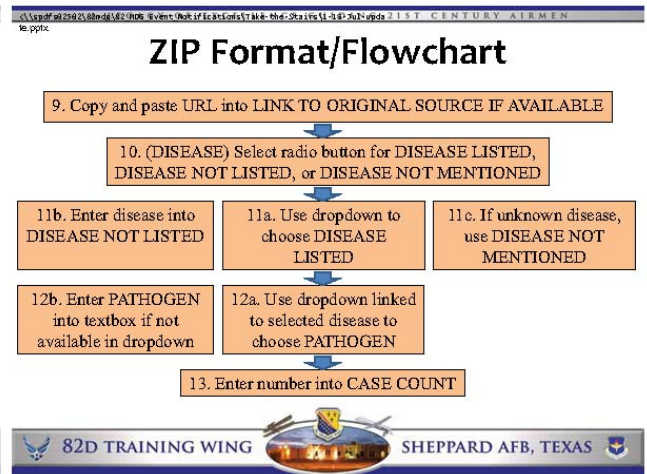 21ST CENTURY AIRMEN
te.pptx
ZIP Format/Flowchart
9. Copy and paste URL into LINK TO ORIGINAL SOURCE IF AVAILABLE
10. (DISEASE) Select radio button for DISEASE LISTED,
DISEASE NOT LISTED, or DISEASE NOT MENTIONED
11b. Enter disease into
DISEASE NOT LISTED
11a. Use dropdown to
choose DISEASE
LISTED
11c. If unknown disease,
use DISEASE NOT
MENTIONED
12b. Enter PATHOGEN
into textbox if not
available in dropdown
12a. Use dropdown linked
to selected disease to
choose PATHOGEN
13. Enter number into CASE COUNT
82D TRAINING WING
SHEPPARD AFB, TEXAS